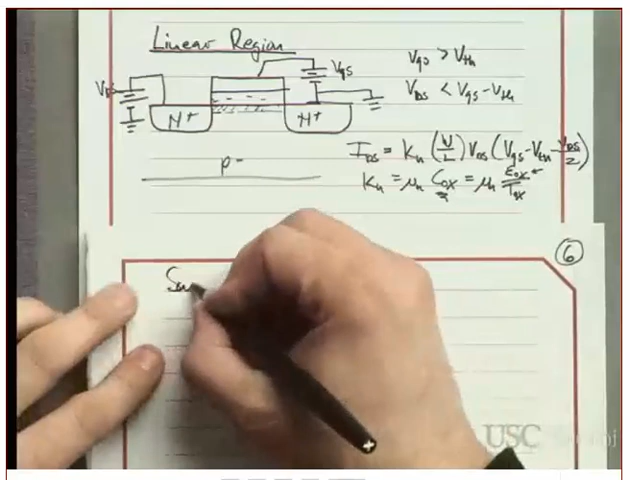 Linear Region
Vgs > Vth
Vgs
VDS
VDS < Vgs - Vth
N+
N+
P-
IDS = Kn (W/L) VDS (Vgs - Vth - VDS/2)
Kn = μn Cox = μn εox/Tox
6
USC